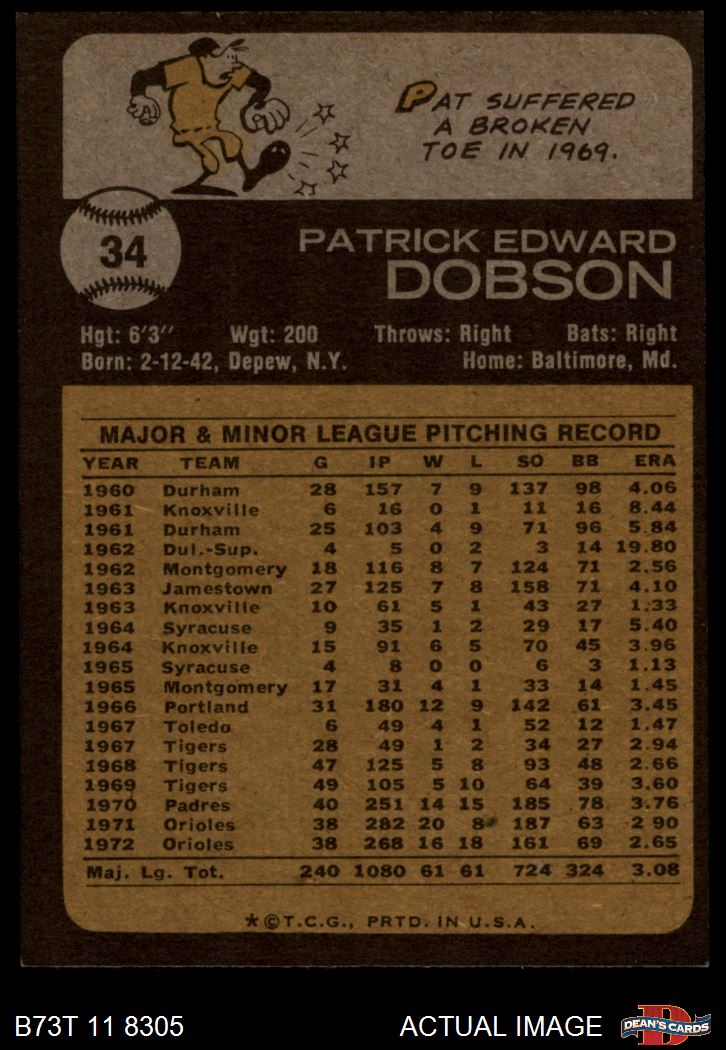 PAT SUFFERED
A BROKEN
TOE IN 1969.
34
PATRICK EDWARD
DOBSON
Hgt: 6'3" Wgt: 200 Throws: Right Bats: Right
Born: 2-12-42, Depew, N.Y. Home: Baltimore, Md.
MAJOR & MINOR LEAGUE PITCHING RECORD
YEAR TEAM G IP W L SO BB ERA
1960 Durham 28 157 7 9 137 98 4.06
1961 Knoxville 6 16 0 1 11 16 8.44
1961 Durham 25 103 4 9 71 96 5.84
1962 Dul.-Sup. 4 5 0 2 3 14 19.80
1962 Montgomery 18 116 8 7 124 71 2.56
1963 Jamestown 27 125 7 8 158 71 4.10
1963 Knoxville 10 61 5 1 43 27 1.33
1964 Syracuse 9 35 1 2 29 17 5.40
1964 Knoxville 15 91 6 5 70 45 3.96
1965 Syracuse 4 8 0 0 6 3 1.13
1965 Montgomery 17 31 4 1 33 14 1.45
1966 Portland 31 180 12 9 142 61 3.45
1967 Toledo 6 49 4 1 52 12 1.47
1967 Tigers 28 49 1 2 34 27 2.94
1968 Tigers 47 125 5 8 93 48 2.66
1969 Tigers 49 105 5 10 64 39 3.60
1970 Padres 40 251 14 15 185 78 3.76
1971 Orioles 38 282 20 8 187 63 2 90
1972 Orioles 38 268 16 18 161 69 2.65
Maj. Lg. Tot. 240 1080 61 61 724 324 3.08
*©T.C.G., PRTD. IN U.S.A.
B73T 11 8305 ACTUAL IMAGE D DEAN'S CARDS